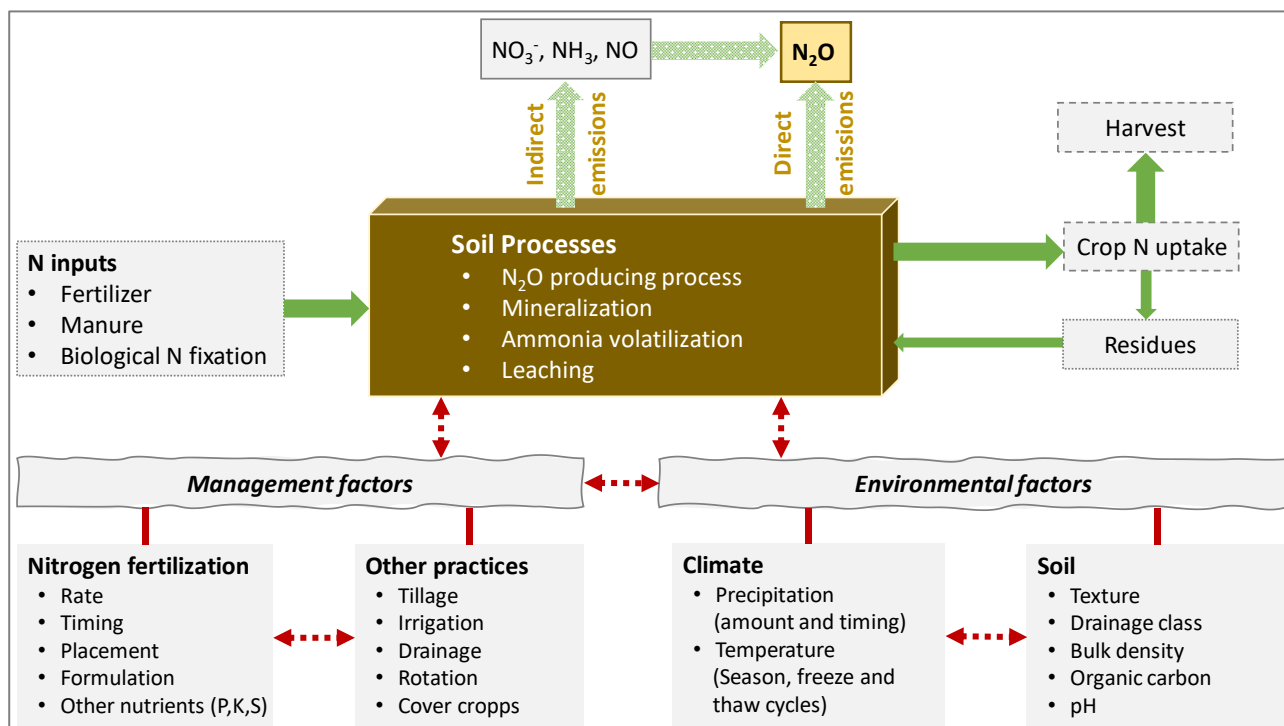 NO₃⁻, NH₃, NO
N₂O
Indirect
emissions
Direct
emissions
Harvest
Crop N uptake
Residues
N inputs
• Fertilizer
• Manure
• Biological N fixation
Soil Processes
• N₂O producing process
• Mineralization
• Ammonia volatilization
• Leaching
Management factors
Environmental factors
Nitrogen fertilization
• Rate
• Timing
• Placement
• Formulation
• Other nutrients (P,K,S)
Other practices
• Tillage
• Irrigation
• Drainage
• Rotation
• Cover cropps
Climate
• Precipitation
(amount and timing)
• Temperature
(Season, freeze and
thaw cycles)
Soil
• Texture
• Drainage class
• Bulk density
• Organic carbon
• pH